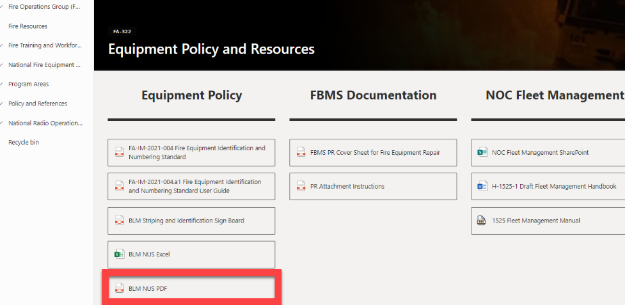 Fire Operations Group (F...
Fire Resources
Fire Training and Workfor...
National Fire Equipment ...
Program Areas
Policy and References
National Radio Operation...
Recycle bin
FA-322
Equipment Policy and Resources
Equipment Policy
FA-IM-2021-004 Fire Equipment Identification and
Numbering Standard
FA-IM-2021-004.a1 Fire Equipment Identification
and Numbering Standard User Guide
BLM Striping and Identification Sign Board
BLM NUS Excel
BLM NUS PDF
FBMS Documentation
FBMS PR Cover Sheet for Fire Equipment Repair
PR Attachment Instructions
NOC Fleet Management
NOC Fleet Management SharePoint
H-1525-1 Draft Fleet Management Handbook
1525 Fleet Management Manual